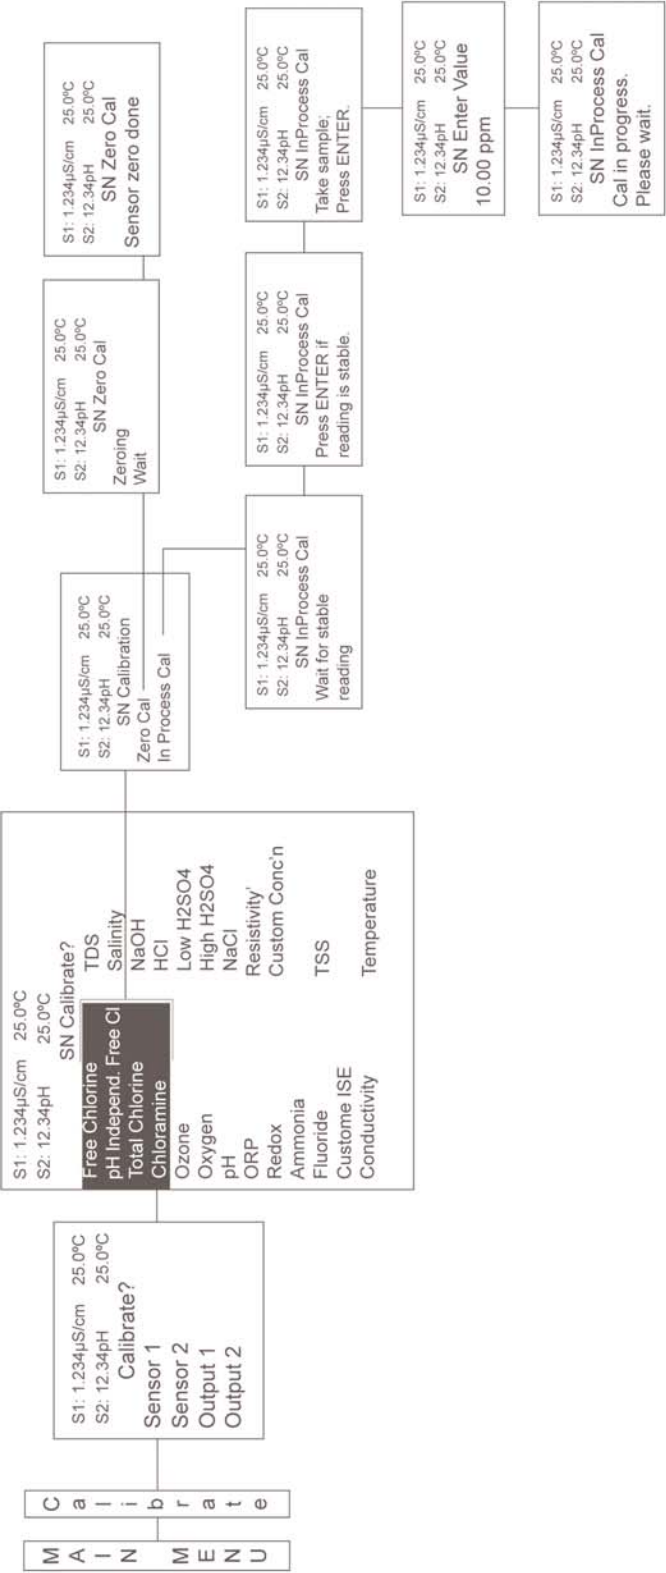 MAIN MENU
Calibrate
S1: 1.234µS/cm 25.0ºC
S2: 12.34pH 25.0ºC
Calibrate?
Sensor 1
Sensor 2
Output 1
Output 2
S1: 1.234µS/cm 25.0ºC
S2: 12.34pH 25.0ºC
SN Calibrate?
Free Chlorine TDS
pH Independ. Free Cl Salinity
Total Chlorine NaOH
Chloramine HCl
Ozone Low H2SO4
Oxygen High H2SO4
pH NaCl
ORP Resistivity'
Redox Custom Conc'n
Ammonia
Fluoride TSS
Custome ISE
Conductivity Temperature
S1: 1.234µS/cm 25.0ºC
S2: 12.34pH 25.0ºC
SN Calibration
Zero Cal
In Process Cal
S1: 1.234µS/cm 25.0ºC
S2: 12.34pH 25.0ºC
SN Zero Cal
Zeroing
Wait
S1: 1.234µS/cm 25.0ºC
S2: 12.34pH 25.0ºC
SN Zero Cal
Sensor zero done
S1: 1.234µS/cm 25.0ºC
S2: 12.34pH 25.0ºC
SN InProcess Cal
Wait for stable
reading
S1: 1.234µS/cm 25.0ºC
S2: 12.34pH 25.0ºC
SN InProcess Cal
Press ENTER if
reading is stable.
S1: 1.234µS/cm 25.0ºC
S2: 12.34pH 25.0ºC
SN InProcess Cal
Take sample;
Press ENTER.
S1: 1.234µS/cm 25.0ºC
S2: 12.34pH 25.0ºC
SN Enter Value
10.00 ppm
S1: 1.234µS/cm 25.0ºC
S2: 12.34pH 25.0ºC
SN InProcess Cal
Cal in progress.
Please wait.